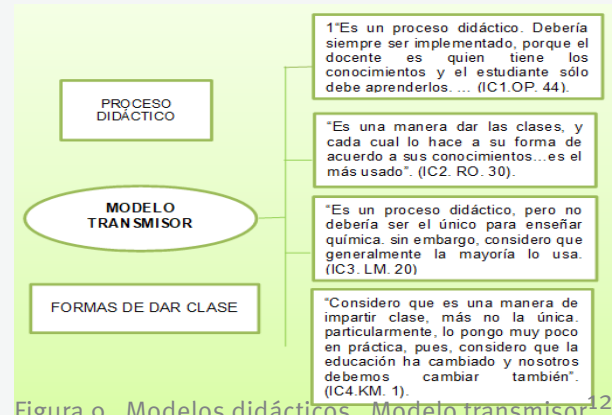 PROCESO
DIDÁCTICO
MODELO
TRANSMISOR
FORMAS DE DAR CLASE
1“Es un proceso didáctico. Debería
siempre ser implementado, porque el
docente es quien tiene los
conocimientos y el estudiante sólo
debe aprenderlos. … (IC1.OP. 44).
“Es una manera dar las clases, y
cada cual lo hace a su forma de
acuerdo a sus conocimientos…es el
más usado”. (IC2. RO. 30).
“Es un proceso didáctico, pero no
debería ser el único para enseñar
química. sin embargo, considero que
generalmente la mayoría lo usa.
(IC3. LM. 20)
“Considero que es una manera de
impartir clase, más no la única.
particularmente, lo pongo muy poco
en práctica, pues, considero que la
educación ha cambiado y nosotros
debemos cambiar también”.
(IC4.KM. 1).
Figura 9. Modelos didácticos. Modelo transmisor12